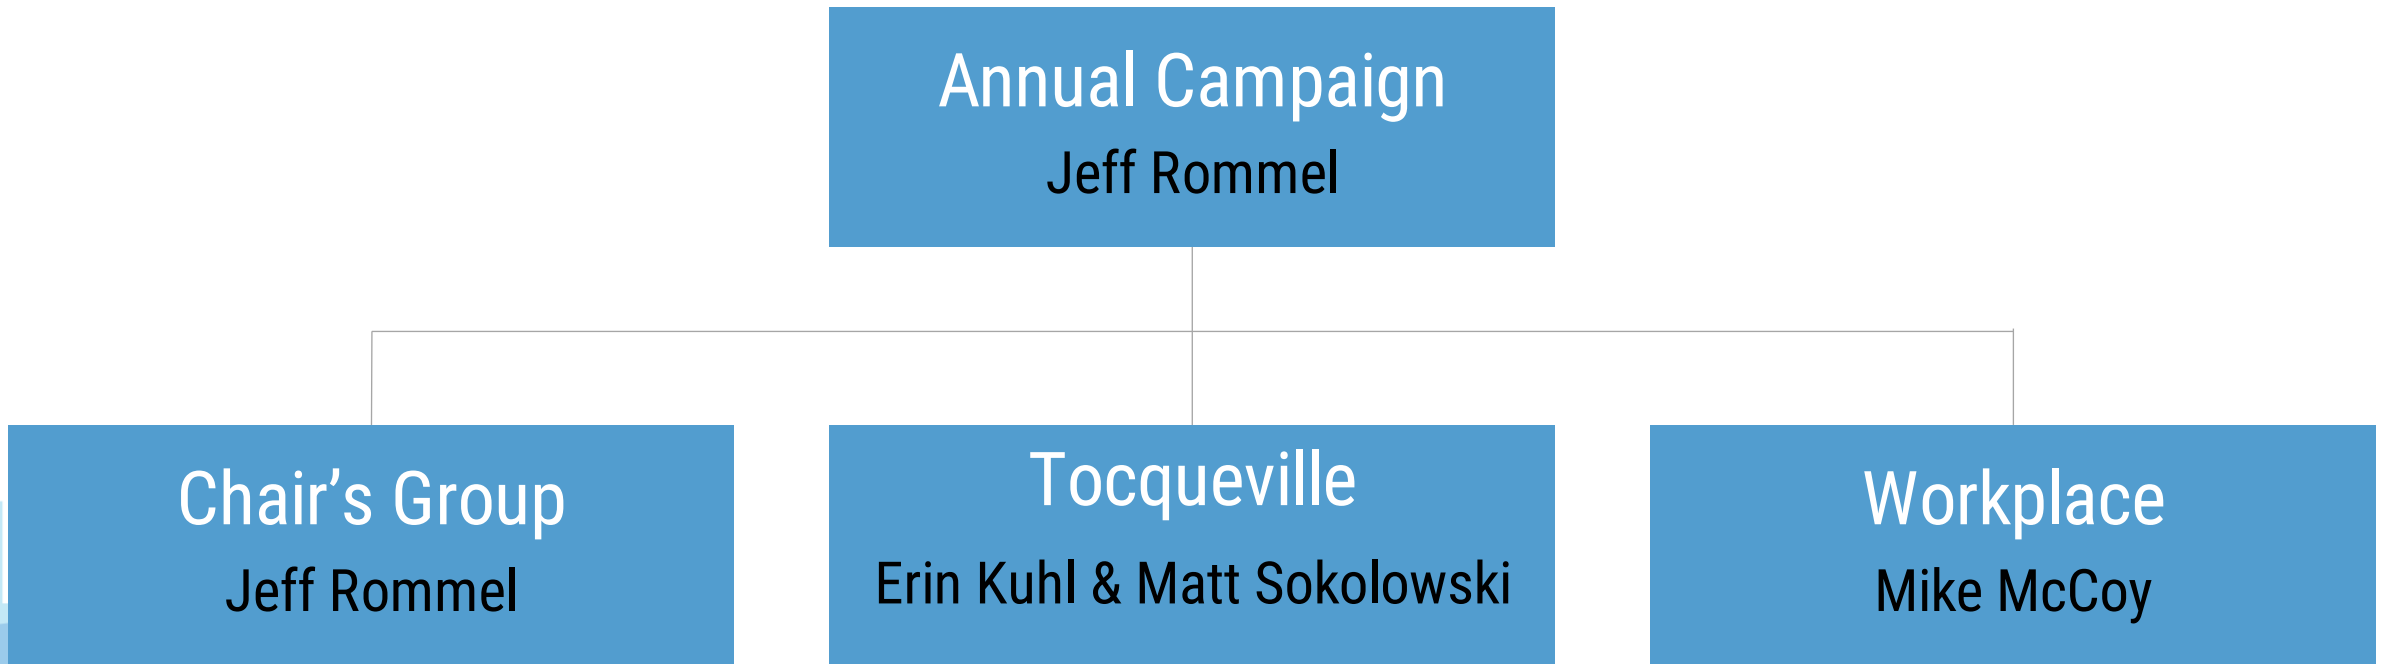 Annual Campaign
Jeff Rommel
Chair’s Group
Jeff Rommel
Tocqueville
Erin Kuhl & Matt Sokolowski
Workplace
Mike McCoy